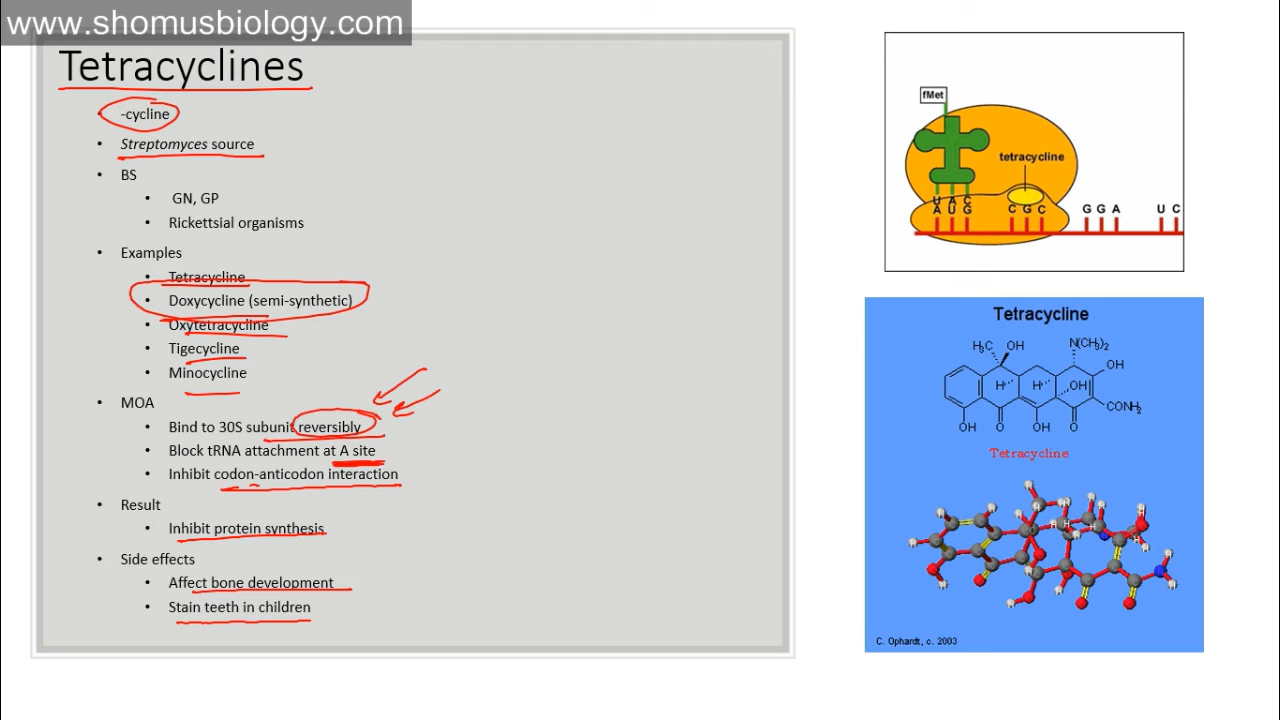 www.shomusbiology.com
Tetracyclines
• -cycline
• Streptomyces source
• BS
• GN, GP
• Rickettsial organisms
• Examples
• Tetracycline
• Doxycycline (semi-synthetic)
• Oxytetracycline
• Tigecycline
• Minocycline
• MOA
• Bind to 30S subunit reversibly
• Block tRNA attachment at A site
• Inhibit codon-anticodon interaction
• Result
• Inhibit protein synthesis
• Side effects
• Affect bone development
• Stain teeth in children
fMet
tetracycline
U A C
A U G C G C G G A U C
Tetracycline
H₃C OH N(CH₃)₂
OH
H H OH
CONH₂
OH O OH O
Tetracycline
H H
C. Ophardt, c. 2003